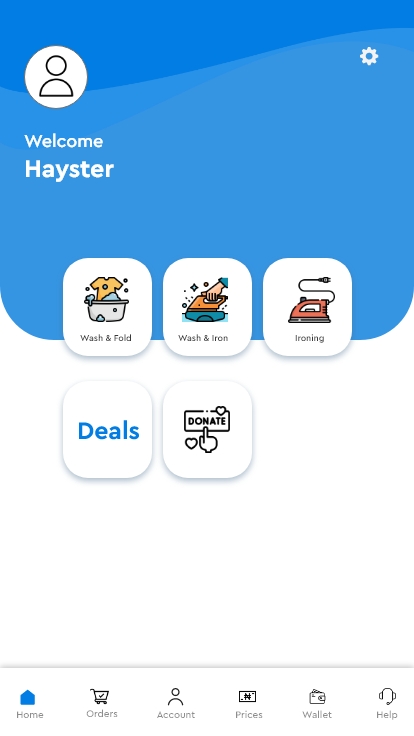 Welcome
Hayster
Wash & Fold
Wash & Iron
Ironing
Deals
DONATE
Home
Orders
Account
Prices
Wallet
Help